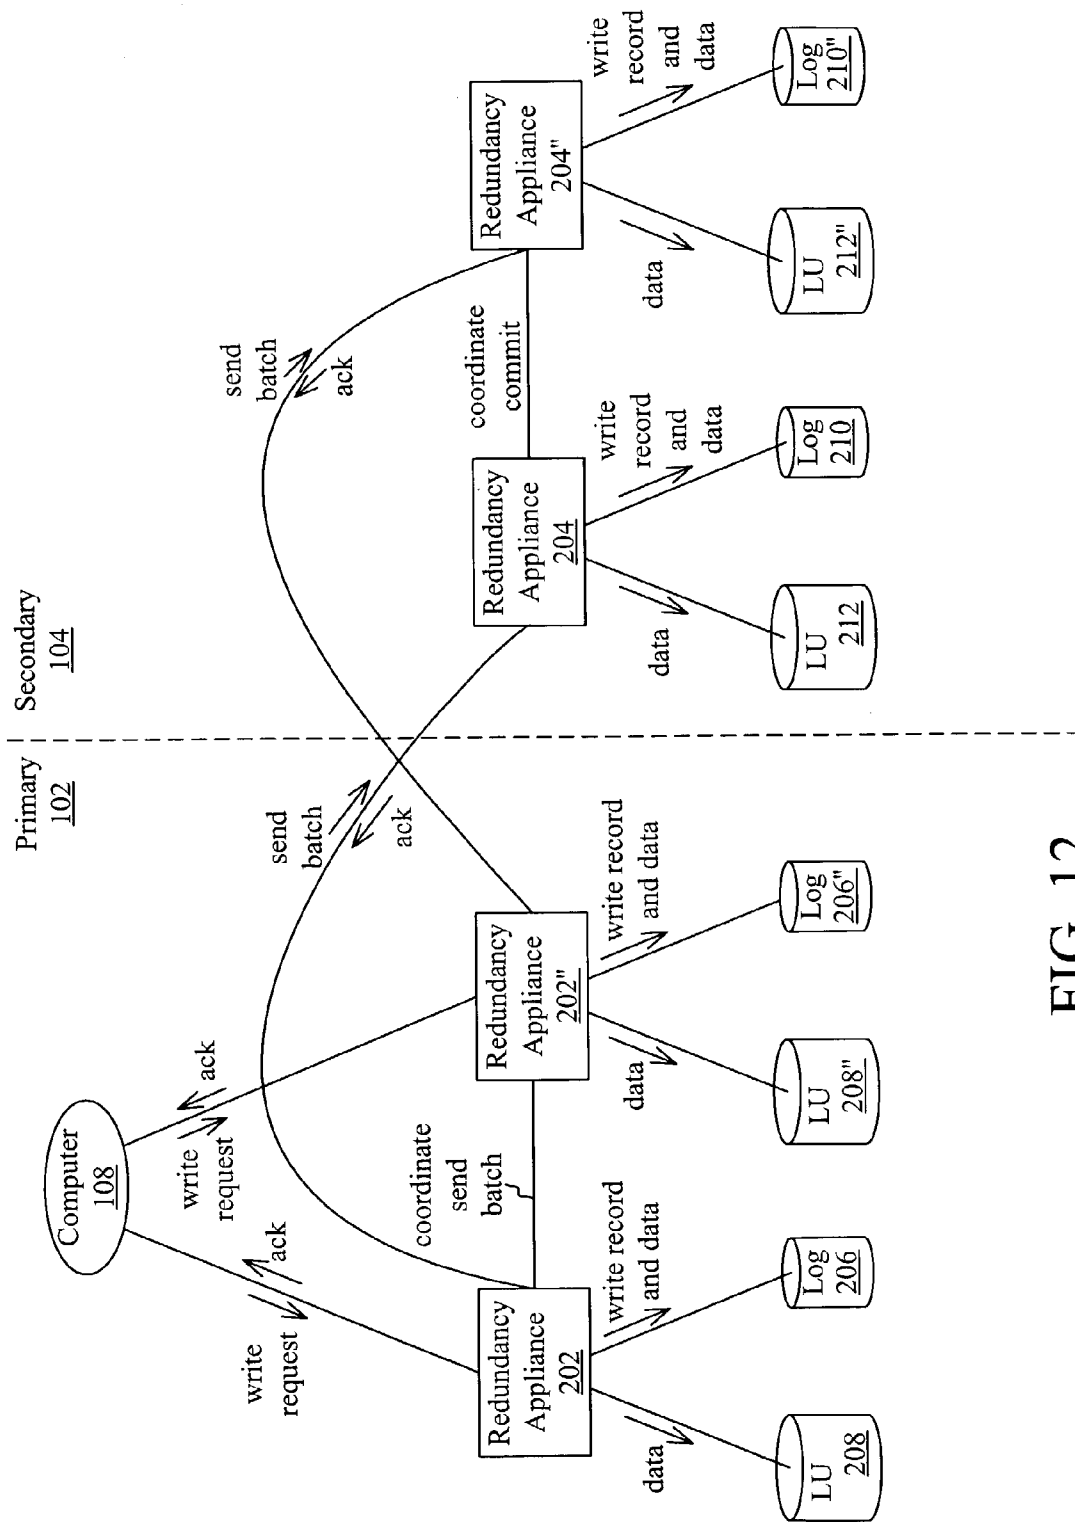 Primary
102
Secondary
104
Computer
108
write
request
ack
write
request
ack
send
batch
ack
send
batch
ack
coordinate
send
batch
coordinate
commit
Redundancy
Appliance
202
Redundancy
Appliance
202"
Redundancy
Appliance
204
Redundancy
Appliance
204"
data
write record
and data
data
write record
and data
data
write
record
and
data
data
write
record
and
data
LU
208
Log
206
LU
208"
Log
206"
LU
212
Log
210
LU
212"
Log
210"
FIG. 12